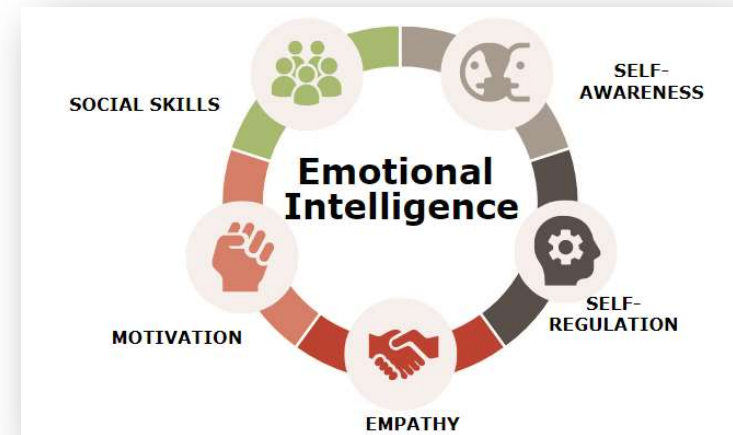 Emotional
Intelligence
SELF-
AWARENESS
SELF-
REGULATION
EMPATHY
MOTIVATION
SOCIAL SKILLS